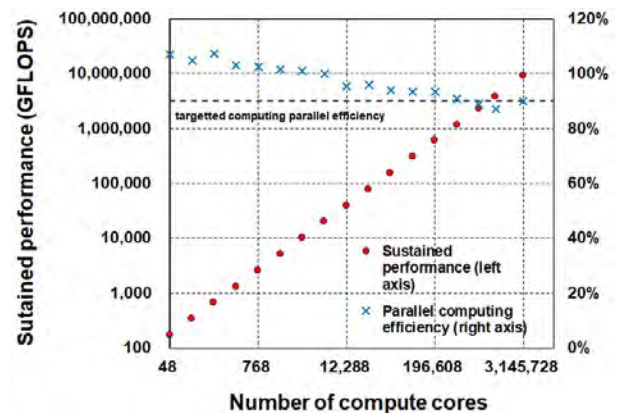 Sutained performance (GFLOPS)
100,000,000
10,000,000
1,000,000
100,000
10,000
1.000
100
120%
100%
80%
60%
40%
20%
0%
targetted computing parallel efficiency
Sustained
performance (left
axis)
Parallel computing
efficiency (right axis)
48
768
12,288
196,608
3,145,728
Number of compute cores